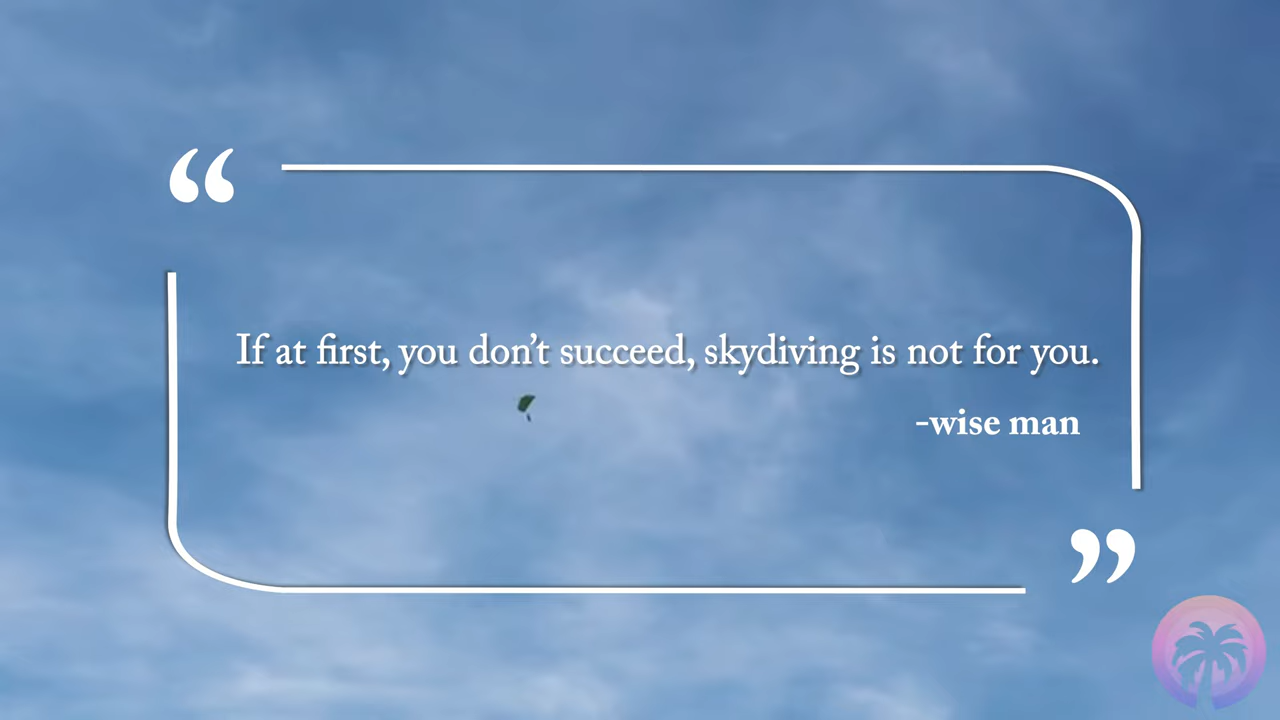 “
If at first, you don’t succeed, skydiving is not for you.
-wise man
”